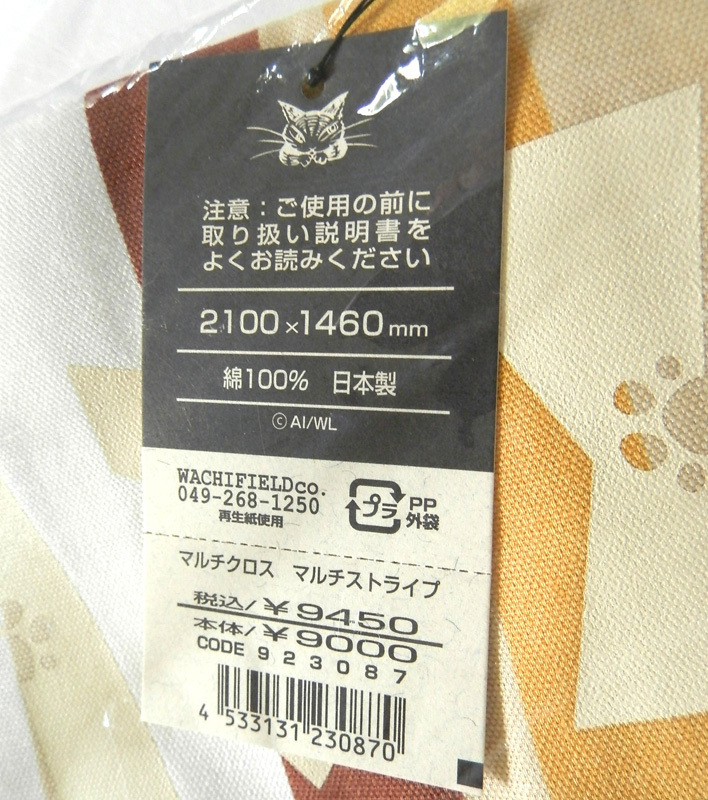 注意：ご使用の前に
取り扱い説明書を
よくお読みください
2100×1460mm
綿100% 日本製
©AI/WL
WACHIFIELDco.
049-268-1250
再生紙使用
プラ
PP
外袋
マルチクロス マルチストライプ
税込/¥9450
本体/¥9000
CODE 923087
4 533131 230870